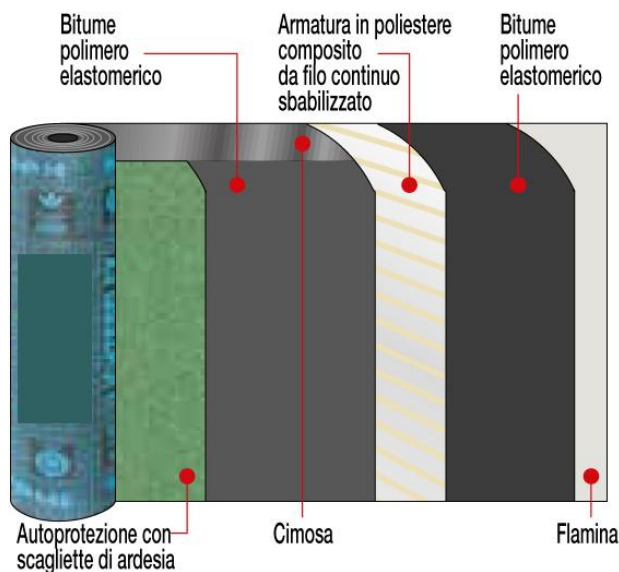 Bitume
polimero
elastomerico
Armatura in poliestere
composito
da filo continuo
sbabilizzato
Bitume
polimero
elastomerico
Autoprotezione con
scagliette di ardesia
Cimosa
Flamina